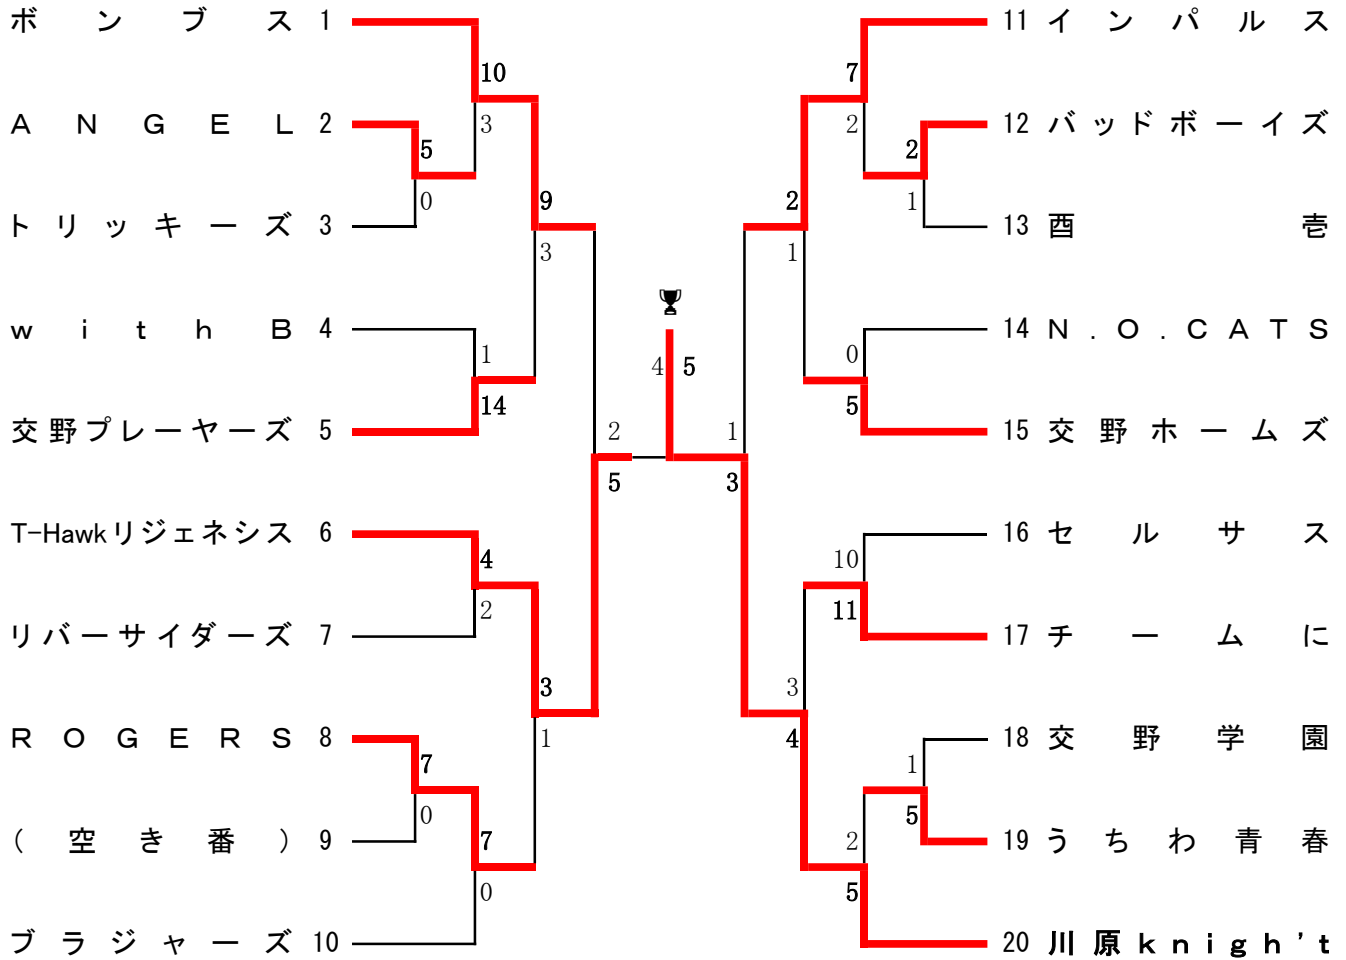 ボンブス 1
10
ANGEL 2
3
5
0
トリッキーズ 3
9
3
with B 4
1
交野プレーヤーズ 5
14
T-Hawkリジェネシス 6
4
2
リバーサイダーズ 7
3
1
ROGERS 8
7
0
(空き番) 9
7
0
ブラジャーズ 10
2
5
4 5
1
3
11 インパルス
7
2
12 バッドボーイズ
2
1
13 酉壱
2
1
14 N.O.CATS
0
5
15 交野ホームズ
16 セルサス
10
11
17 チームに
3
4
18 交野学園
1
5
19 うちわ青春
2
5
20 川原knigh't